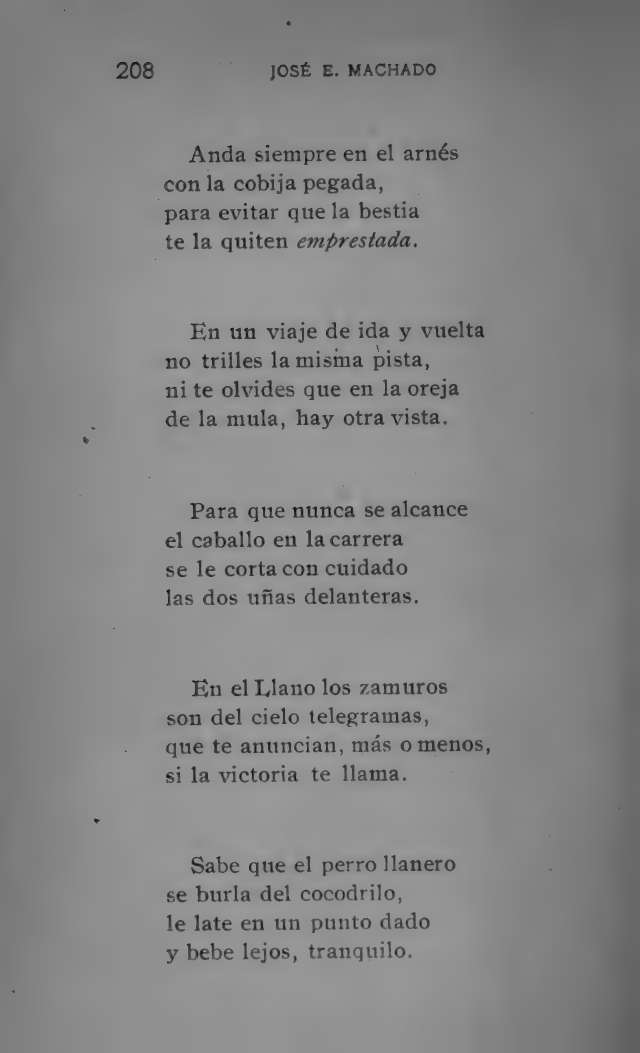 208 JOSÉ E. MACHADO
Anda siempre en el arnés
con la cobija pegada,
para evitar que la bestia
te la quiten emprestada.
En un viaje de ida y vuelta
no trilles la misma pista,
ni te olvides que en la oreja
de la mula, hay otra vista.
Para que nunca se alcance
el caballo en la carrera
se le corta con cuidado
las dos uñas delanteras.
En el Llano los zamuros
son del cielo telegramas,
que te anuncian, más o menos,
si la victoria te llama.
Sabe que el perro llanero
se burla del cocodrilo,
le late en un punto dado
y bebe lejos, tranquilo.